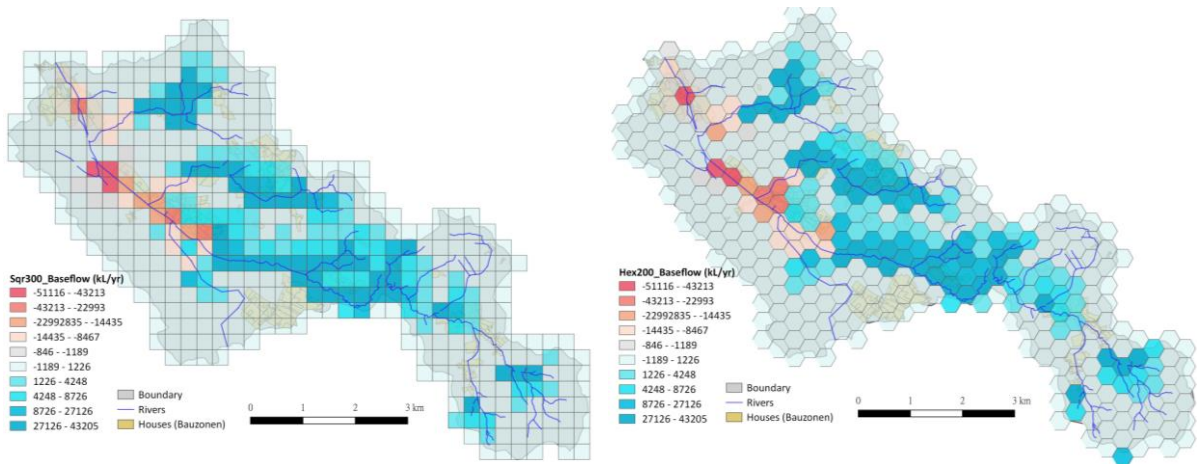 Sqr300_Baseflow (kL/yr)
-51116 - -43213
-43213 - -22993
-22992835 - -14435
-14435 - -8467
-846 - -1189
-1189 - 1226
1226 - 4248
4248 - 8726
8726 - 27126
27126 - 43205
Boundary
Rivers
Houses (Bauzonen)
0 1 2 3 km
Hex200_Baseflow (kL/yr)
-51116 - -43213
-43213 - -22993
-22992835 - -14435
-14435 - -8467
-846 - -1189
-1189 - 1226
1226 - 4248
4248 - 8726
8726 - 27126
27126 - 43205
Boundary
Rivers
Houses (Bauzonen)
0 1 2 3 km